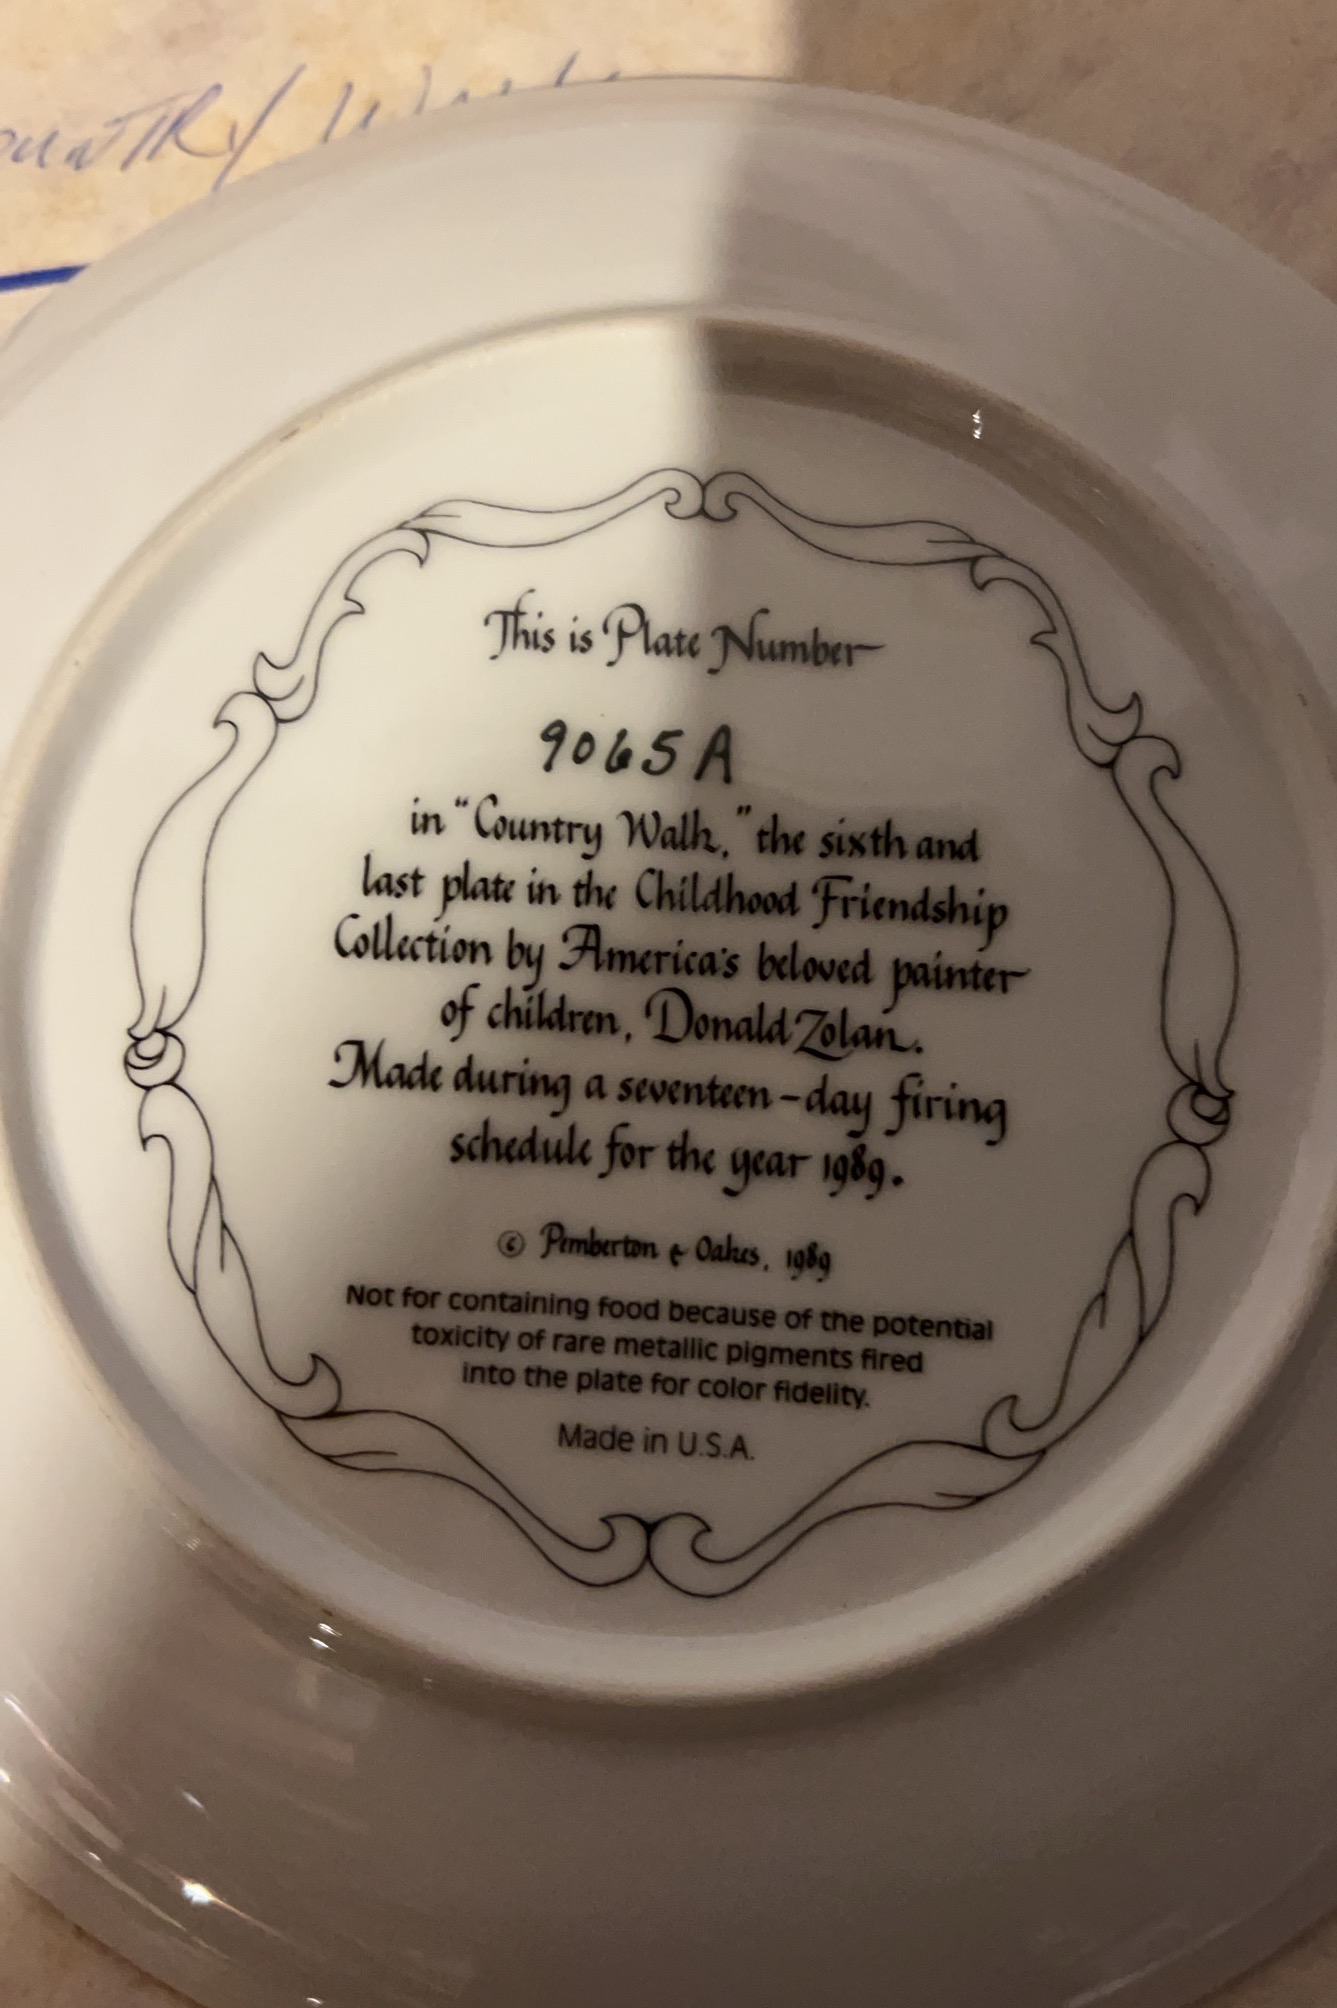 OUNTRY
This is Plate Number
9065A
in “Country Walk,” the sixth and
last plate in the Childhood Friendship
Collection by America's beloved painter
of children, Donald Zolan.
Made during a seventeen-day firing
schedule for the year 1989.
© Pemberton & Oakes, 1989
Not for containing food because of the potential
toxicity of rare metallic pigments fired
into the plate for color fidelity.
Made in U.S.A.